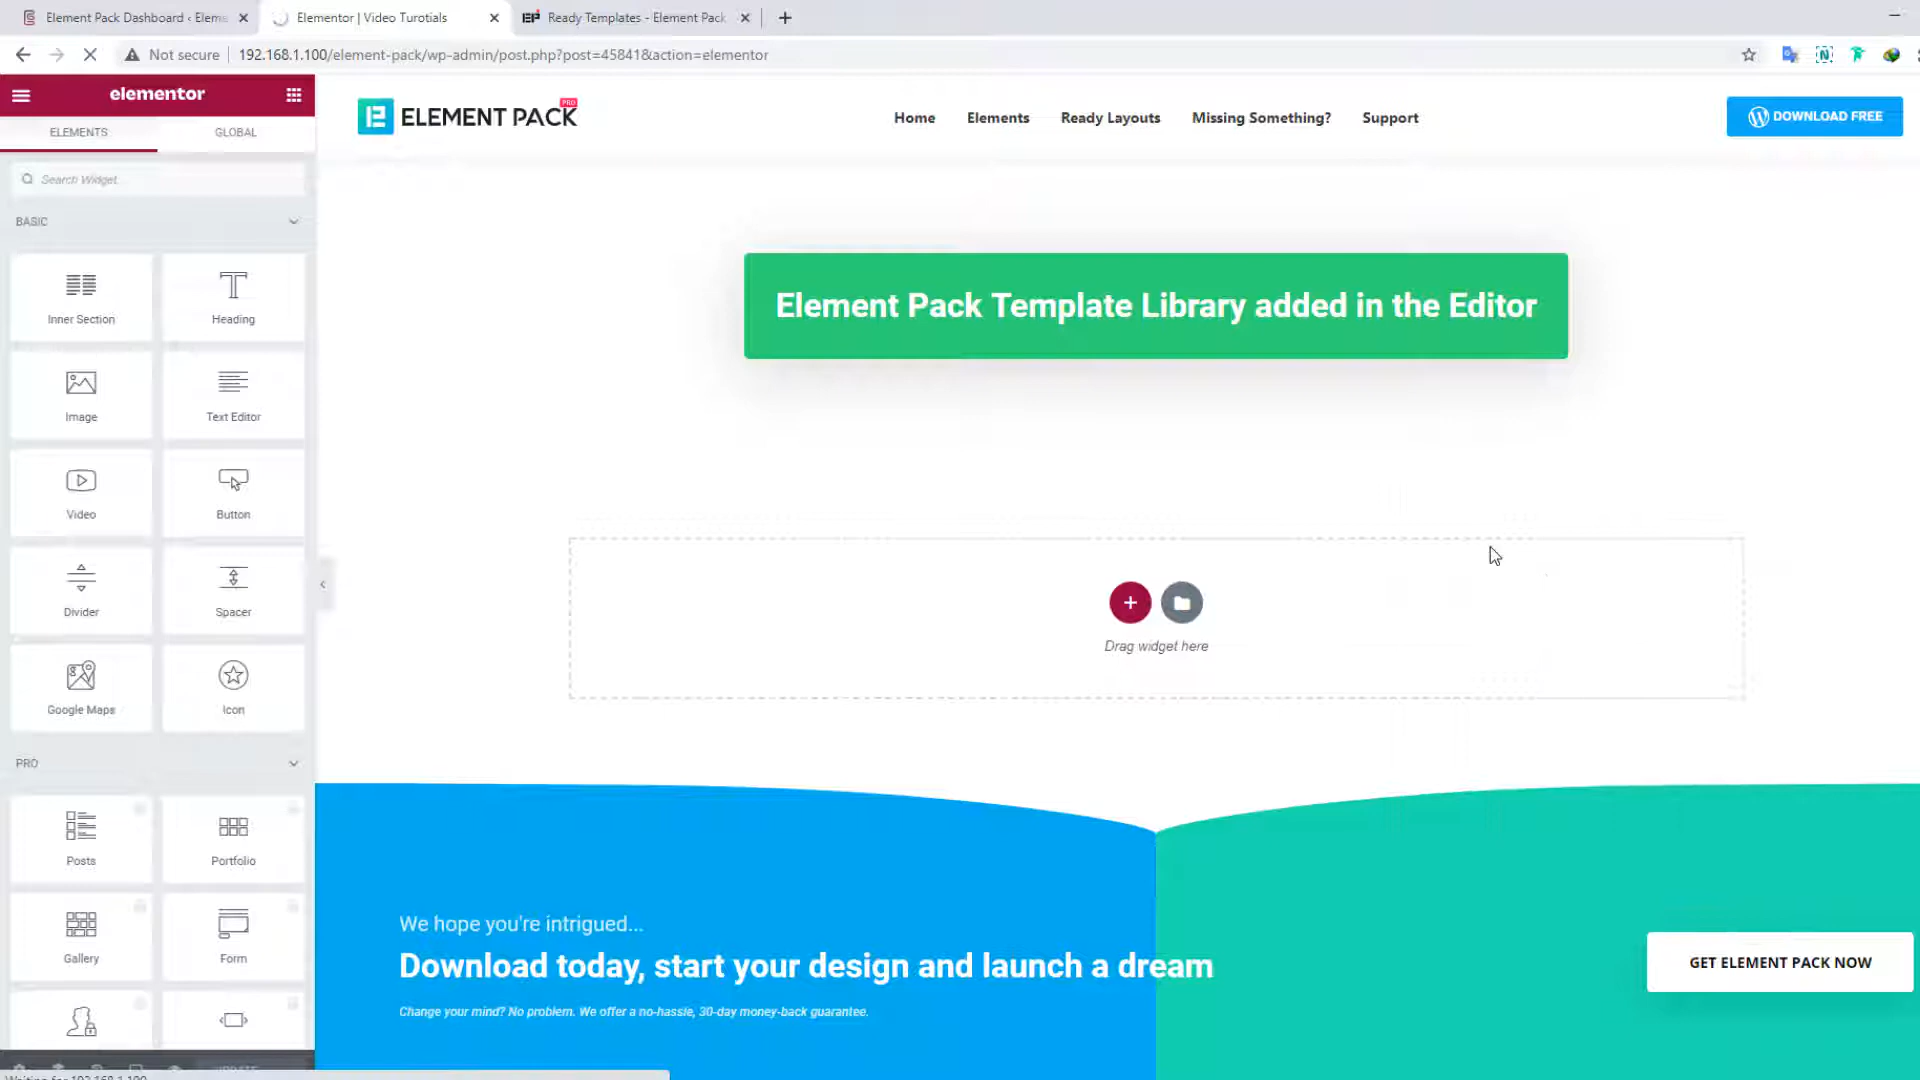 Element Pack Dashboard ‹ Eleme
Elementor | Video Turotials
Ready Templates - Element Pack
Not secure
192.168.1.100/element-pack/wp-admin/post.php?post=45841&action=elementor
elementor
ELEMENTS
GLOBAL
Search Widget
BASIC
Inner Section
Heading
Image
Text Editor
Video
Button
Divider
Spacer
Google Maps
Icon
PRO
Posts
Portfolio
Gallery
Form
ELEMENT PACK
PRO
Home
Elements
Ready Layouts
Missing Something?
Support
DOWNLOAD FREE
Element Pack Template Library added in the Editor
Drag widget here
We hope you're intrigued...
Download today, start your design and launch a dream
Change your mind? No problem. We offer a no-hassle, 30-day money-back guarantee.
GET ELEMENT PACK NOW